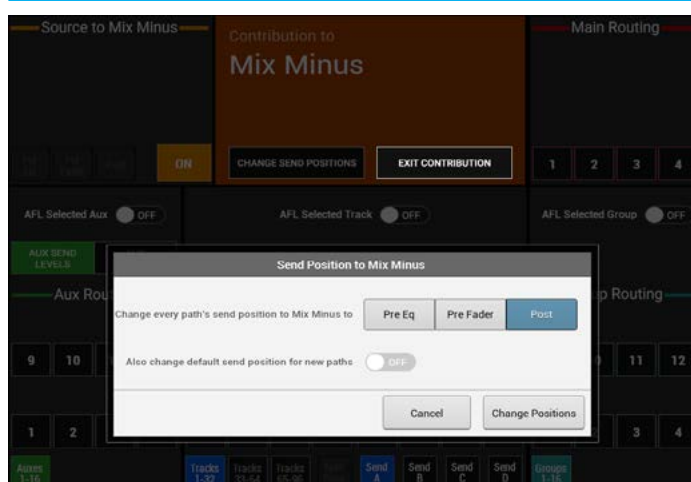 Source to Mix Minus
Contribution to
Mix Minus
Main Routing
ON
CHANGE SEND POSITIONS
EXIT CONTRIBUTION
1 2 3 4
AFL Selected Aux OFF
AFL Selected Track OFF
AFL Selected Group OFF
AUX SEND
LEVELS
Send Position to Mix Minus
Aux Rou
p Routing
Change every path's send position to Mix Minus to
Pre Eq
Pre Fader
Post
9 10
11 12
Also change default send position for new paths
OFF
Cancel
Change Positions
1 2
3 4
Auxes
1-16
Tracks
1-32
Tracks
33-64
Tracks
65-96
Send
A
Send
B
Send
C
Send
D
Groups
1-16